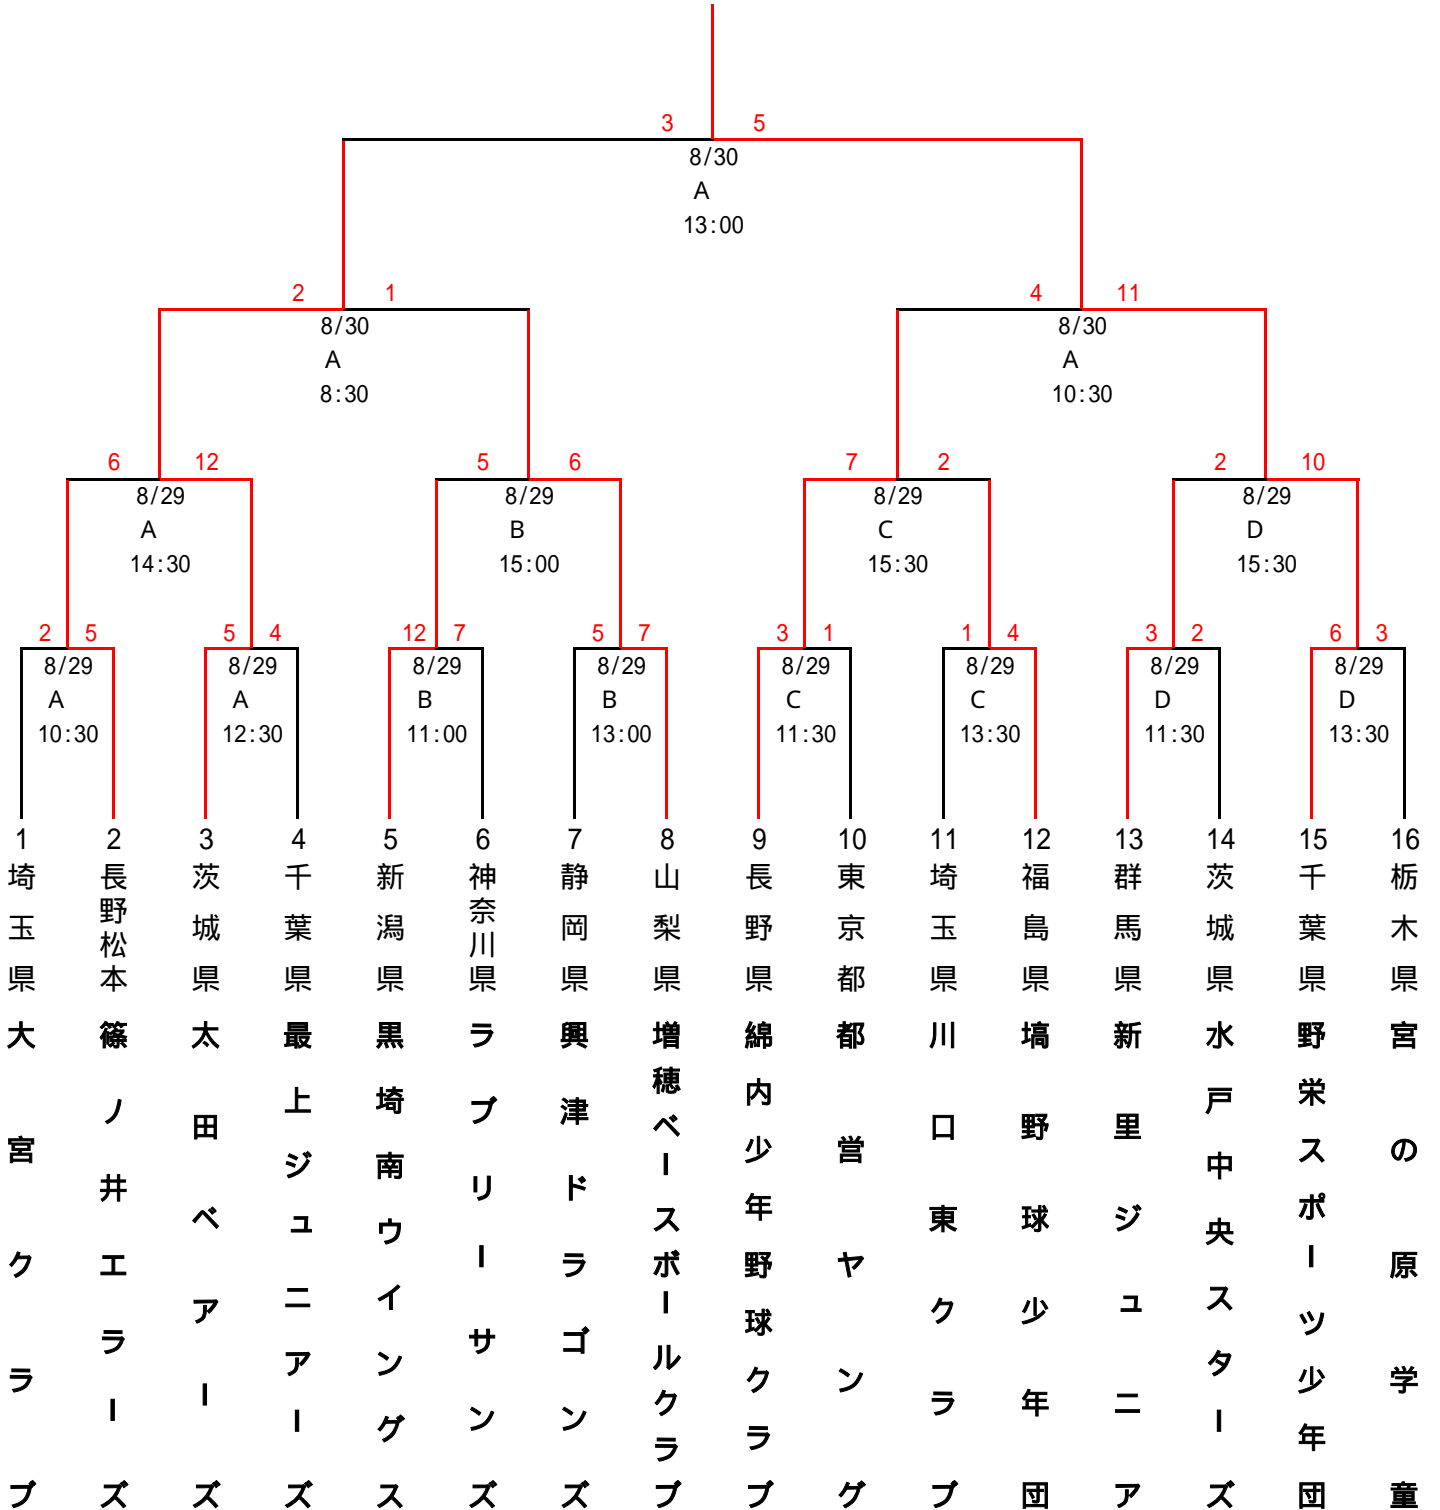 3 5
8/30
A
13:00
2 1
8/30
A
8:30
4 11
8/30
A
10:30
6 12
8/29
A
14:30
5 6
8/29
B
15:00
7 2
8/29
C
15:30
2 10
8/29
D
15:30
2 5
8/29
A
10:30
5 4
8/29
A
12:30
12 7
8/29
B
11:00
5 7
8/29
B
13:00
3 1
8/29
C
11:30
1 4
8/29
C
13:30
3 2
8/29
D
11:30
6 3
8/29
D
13:30
1
埼玉県
大宮クラブ
2
長野松本
篠ノ井エラーズ
3
茨城県
太田ベアーズ
4
千葉県
最上ジュニアーズ
5
新潟県
黒埼南ウイングス
6
神奈川県
ラブリーサンズ
7
静岡県
興津ドラゴンズ
8
山梨県
増穂ベースボールクラブ
9
長野県
綿内少年野球クラブ
10
東京都
都営ヤング
11
埼玉県
川口東クラブ
12
福島県
塙野球少年団
13
群馬県
新里ジュニア
14
茨城県
水戸中央スターズ
15
千葉県
野栄スポーツ少年団
16
栃木県
宮の原学童